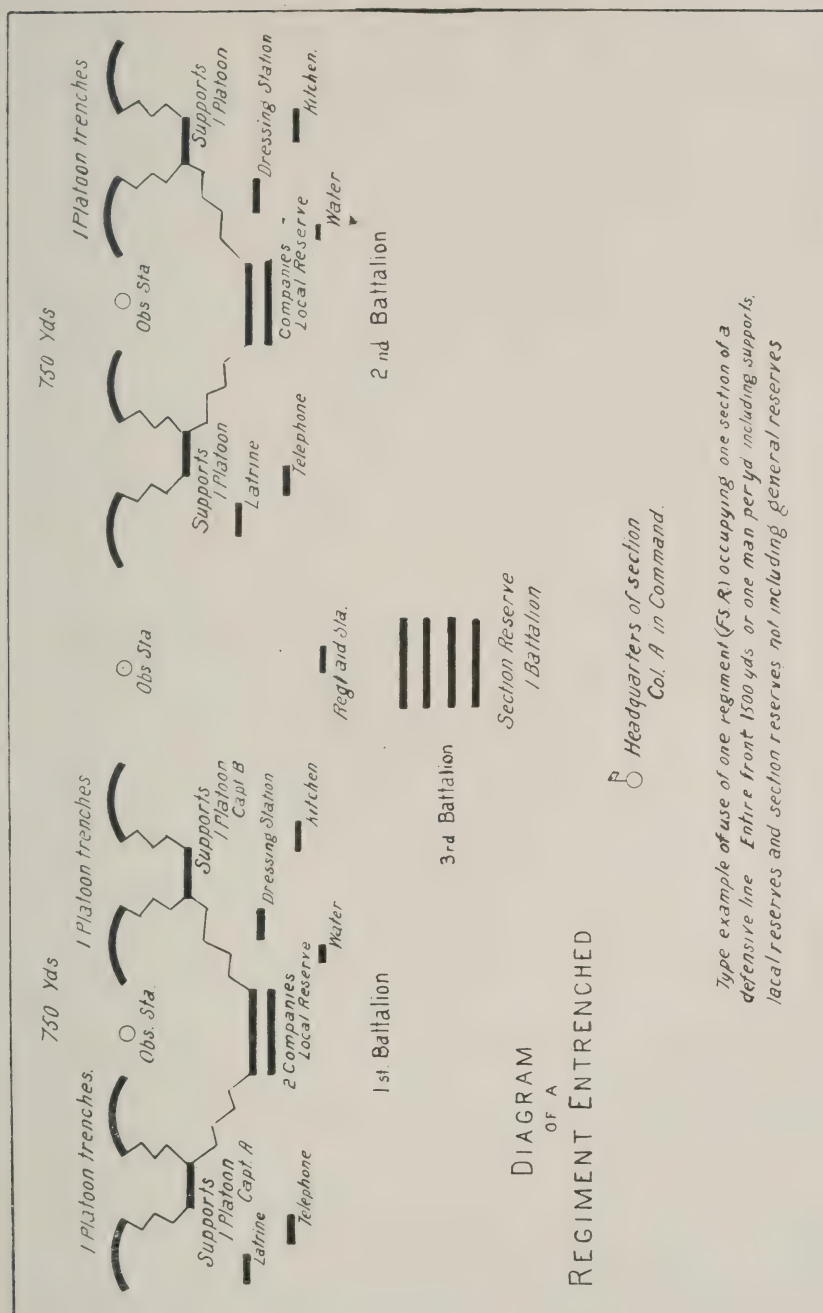 750 Yds
750 Yds
1 Platoon trenches.
1 Platoon trenches
1 Platoon trenches
Obs. Sta.
Obs Sta
Obs Sta
Supports
1 Platoon
Capt. A
Latrine
Telephone
2 Companies
Local Reserve
Water
Supports
1 Platoon
Capt B
Dressing Station
Kitchen
1st. Battalion
Regt aid Sta.
Supports
1 Platoon
Latrine
Telephone
Companies
Local Reserve
Water
Supports
1 Platoon
Dressing Station
Kitchen.
2nd Battalion
3rd Battalion
Section Reserve
1 Battalion
Headquarters of section
Col. A in Command.
DIAGRAM
OF A
REGIMENT ENTRENCHED
Type example of use of one regiment (F.S.R) occupying one section of a
defensive line Entire front 1500 yds or one man per yd including supports,
lacal reserves and section reserves not including general reserves